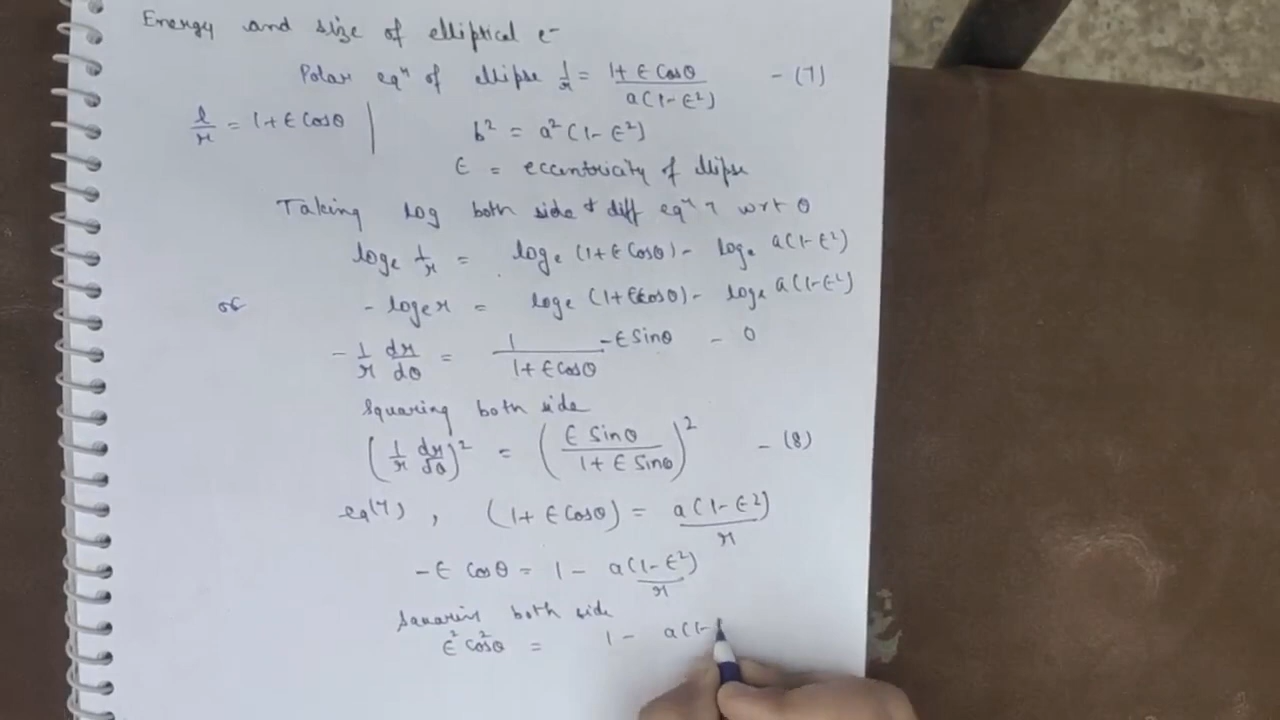 Energy and size of elliptical e-
Polar eqⁿ of ellipse 1/r = (1+ ϵ Cosθ)/(a(1-ϵ²)) - (7)
l/r = 1+ϵ Cosθ
b² = a²(1-ϵ²)
ϵ = eccentricity of ellipse
Taking log both side & diff eqⁿ 7 wrt θ
logₑ 1/r = logₑ (1+ϵ Cosθ) - logₑ a(1-ϵ²)
or - logₑ r = logₑ (1+ϵCosθ) - logₑ a(1-ϵ²)
- 1/r dr/dθ = 1/(1+ϵCosθ) -ϵ Sinθ - 0
Squaring both side
(1/r dr/dθ)² = (ϵ Sinθ/(1+ϵ Sinθ))² - (8)
eq(7), (1+ϵ Cosθ) = a(1-ϵ²)/r
-ϵ Cosθ = 1 - a(1-ϵ²)/r
Squaring both side
ϵ² Cos²θ = 1 - a(1-